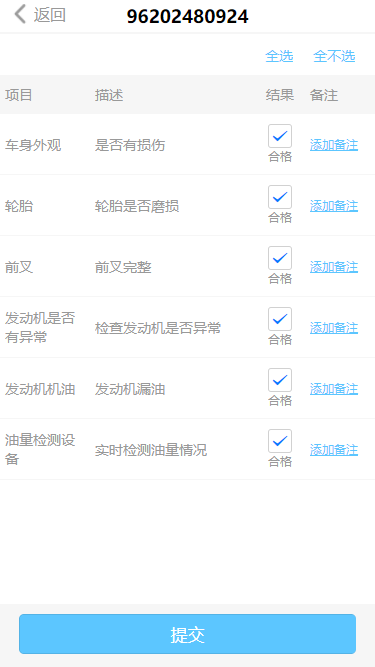 返回 96202480924
全选 全不选
项目 描述 结果 备注
车身外观 是否有损伤 合格 添加备注
轮胎 轮胎是否磨损 合格 添加备注
前叉 前叉完整 合格 添加备注
发动机是否
有异常 检查发动机是否异常 合格 添加备注
发动机机油 发动机漏油 合格 添加备注
油量检测设
备 实时检测油量情况 合格 添加备注
提交